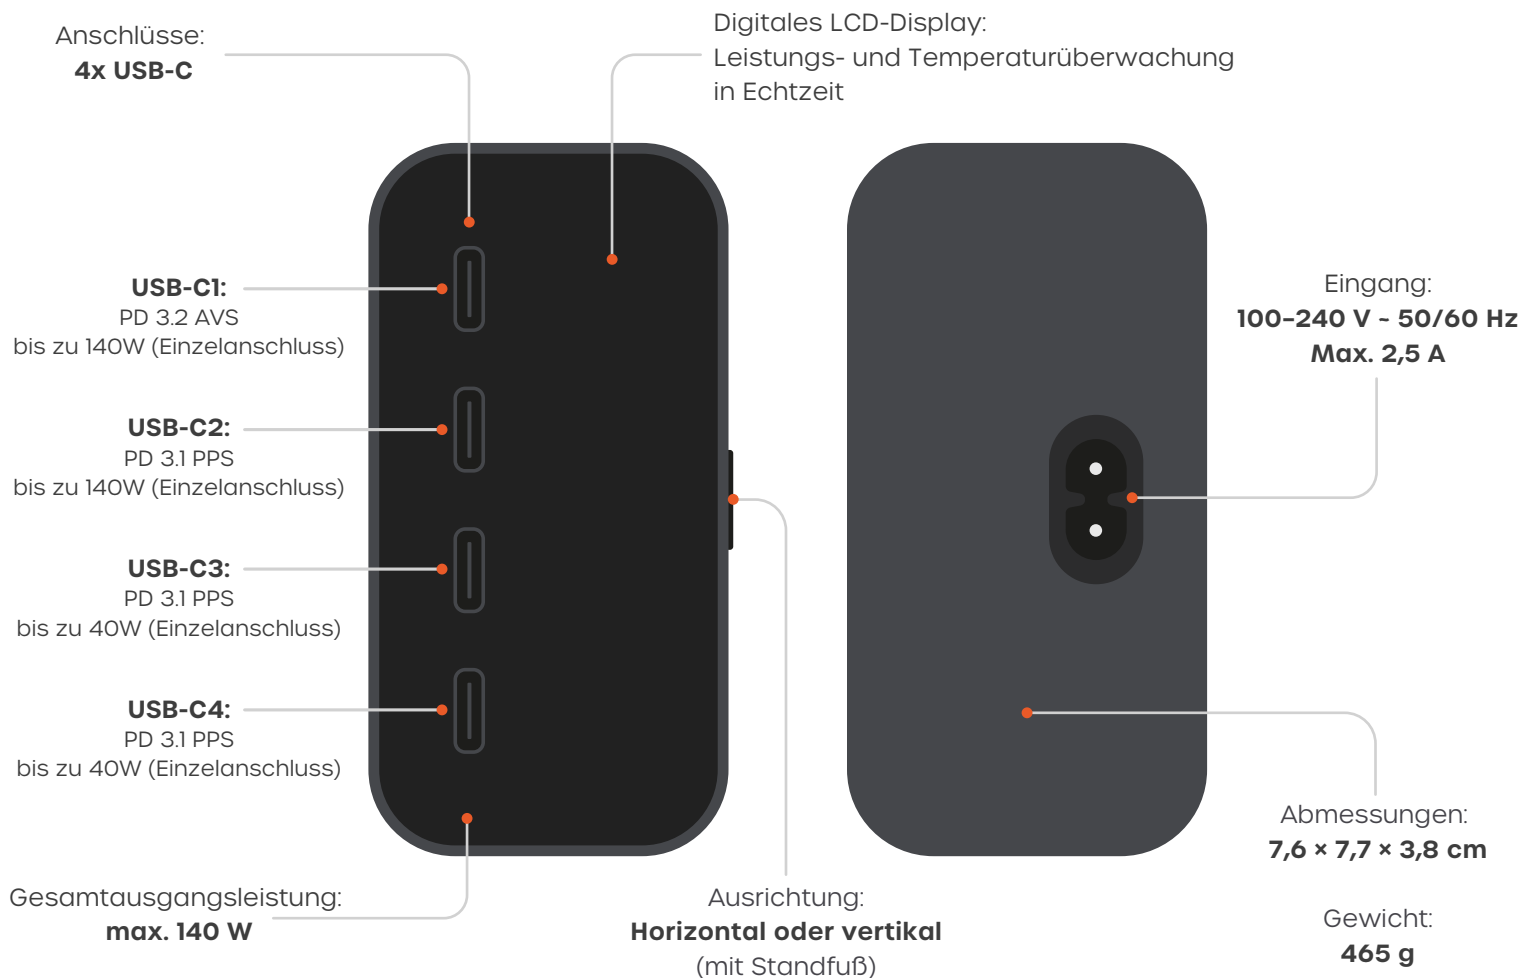 Anschlüsse:
4x USB-C
Digitales LCD-Display:
Leistungs- und Temperaturüberwachung
in Echtzeit
USB-C1:
PD 3.2 AVS
bis zu 140W (Einzelanschluss)
USB-C2:
PD 3.1 PPS
bis zu 140W (Einzelanschluss)
USB-C3:
PD 3.1 PPS
bis zu 40W (Einzelanschluss)
USB-C4:
PD 3.1 PPS
bis zu 40W (Einzelanschluss)
Gesamtausgangsleistung:
max. 140 W
Ausrichtung:
Horizontal oder vertikal
(mit Standfuß)
Eingang:
100–240 V ~ 50/60 Hz
Max. 2,5 A
Abmessungen:
7,6 × 7,7 × 3,8 cm
Gewicht:
465 g